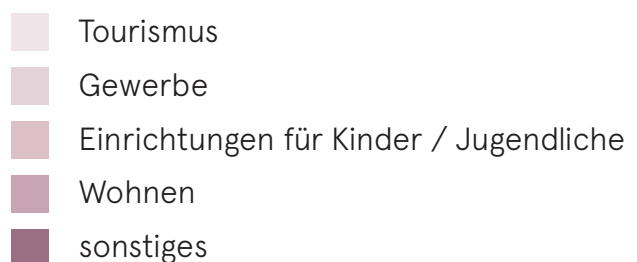 Tourismus
Gewerbe
Einrichtungen für Kinder / Jugendliche
Wohnen
sonstiges